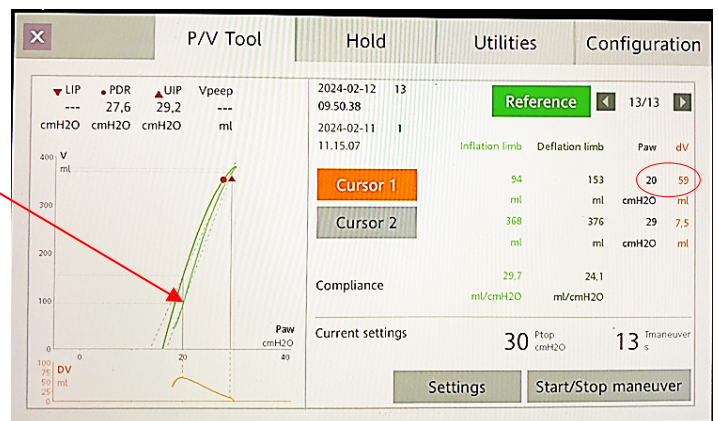 X
P/V Tool
Hold
Utilities
Configuration
LIP PDR UIP Vpeep
--- 27,6 29,2 ---
cmH2O cmH2O cmH2O ml
400 V
ml
300
200
100
0
0 20 40
Paw
cmH2O
100 DV
75 ml
50
25
0
2024-02-12 13
09.50.38
2024-02-11 1
11.15.07
Reference
13/13
Inflation limb Deflation limb Paw dV
Cursor 1
94 153 20 59
ml ml cmH2O ml
Cursor 2
368 376 29 7,5
ml ml cmH2O ml
Compliance
29,7 24,1
ml/cmH2O ml/cmH2O
Current settings
30 Ptop
cmH2O
13 Tmaneuver
s
Settings
Start/Stop maneuver